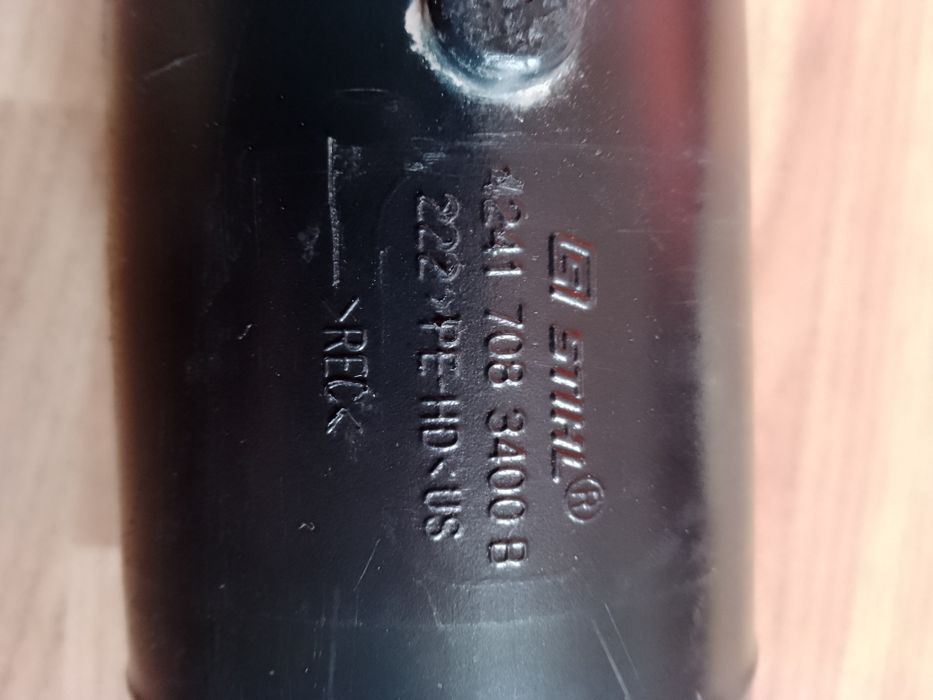 STIHL®
4241 708 3400 B
222>PE-HD<US
>REC<